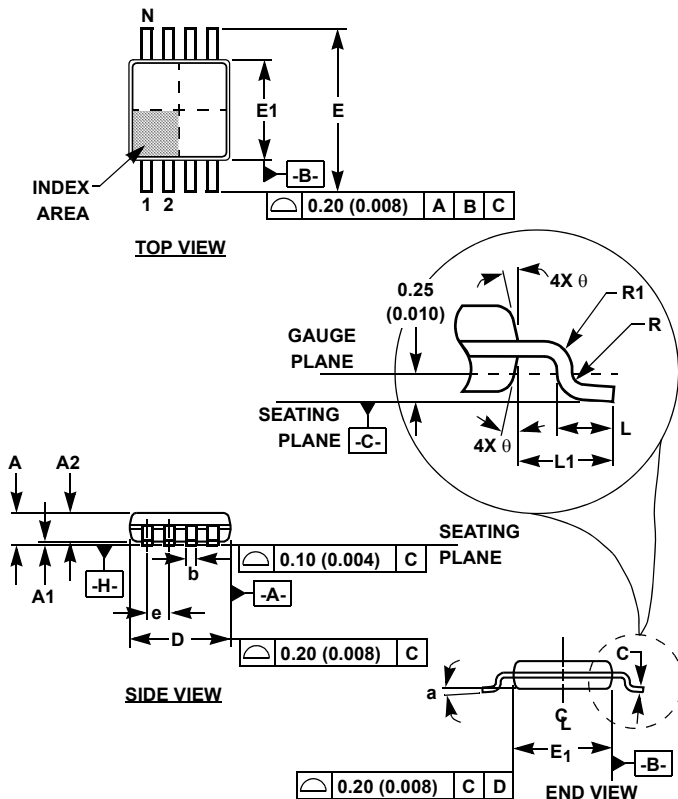 N
E1
E
-B-
INDEX
AREA
1 2
0.20 (0.008) A B C
TOP VIEW
0.25
(0.010)
4X θ
R1
R
GAUGE
PLANE
SEATING
PLANE
-C-
4X θ
L
L1
A
A2
SEATING
PLANE
A1
-H-
b
0.10 (0.004) C
-A-
e
D
0.20 (0.008) C
SIDE VIEW
C
a
CL
E1
-B-
0.20 (0.008) C D
END VIEW